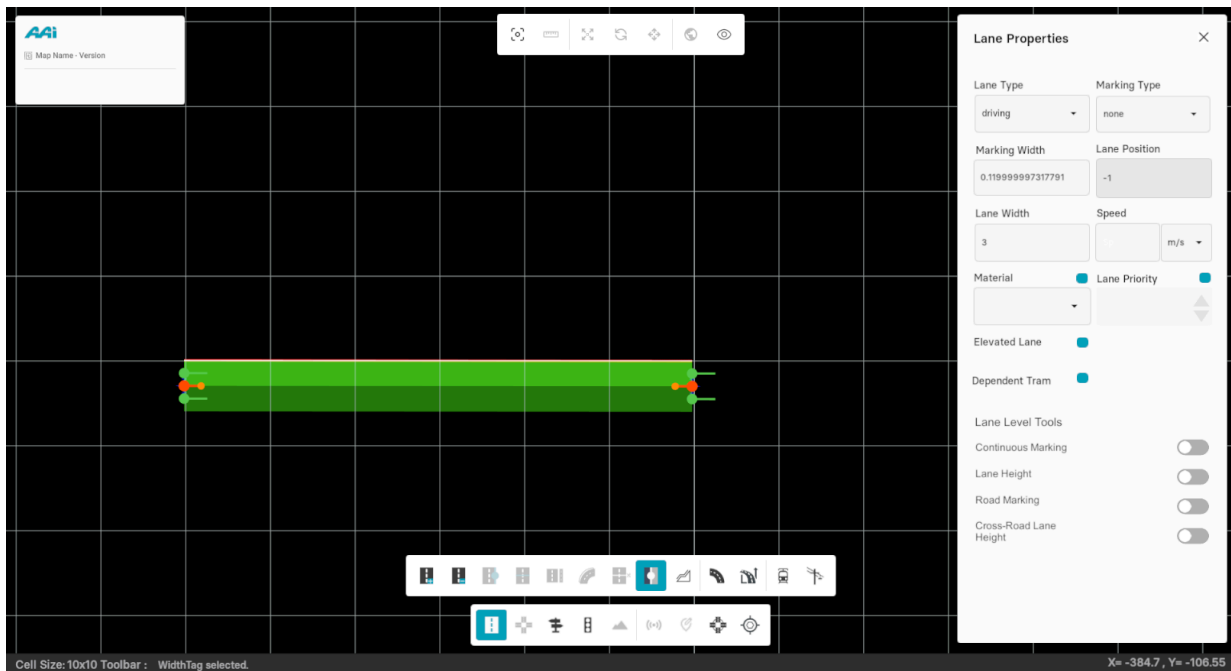 AAi
Map Name - Version
Lane Properties
Lane Type
Marking Type
driving
none
Marking Width
Lane Position
0.119999997317791
-1
Lane Width
Speed
3
m/s
Material
Lane Priority
Elevated Lane
Dependent Tram
Lane Level Tools
Continuous Marking
Lane Height
Road Marking
Cross-Road Lane
Height
Cell Size: 10x10 Toolbar : WidthTag selected.
X= -384.7 , Y= -106.55